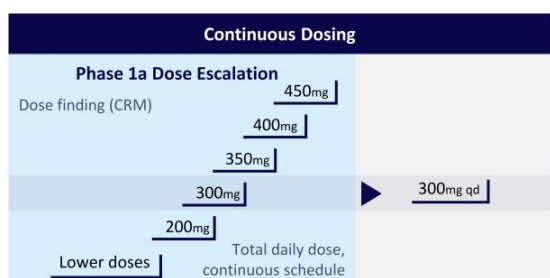 Continuous Dosing
Phase 1a Dose Escalation
Dose finding (CRM)
450mg
400mg
350mg
300mg
300mg qd
200mg
Lower doses
Total daily dose,
continuous schedule